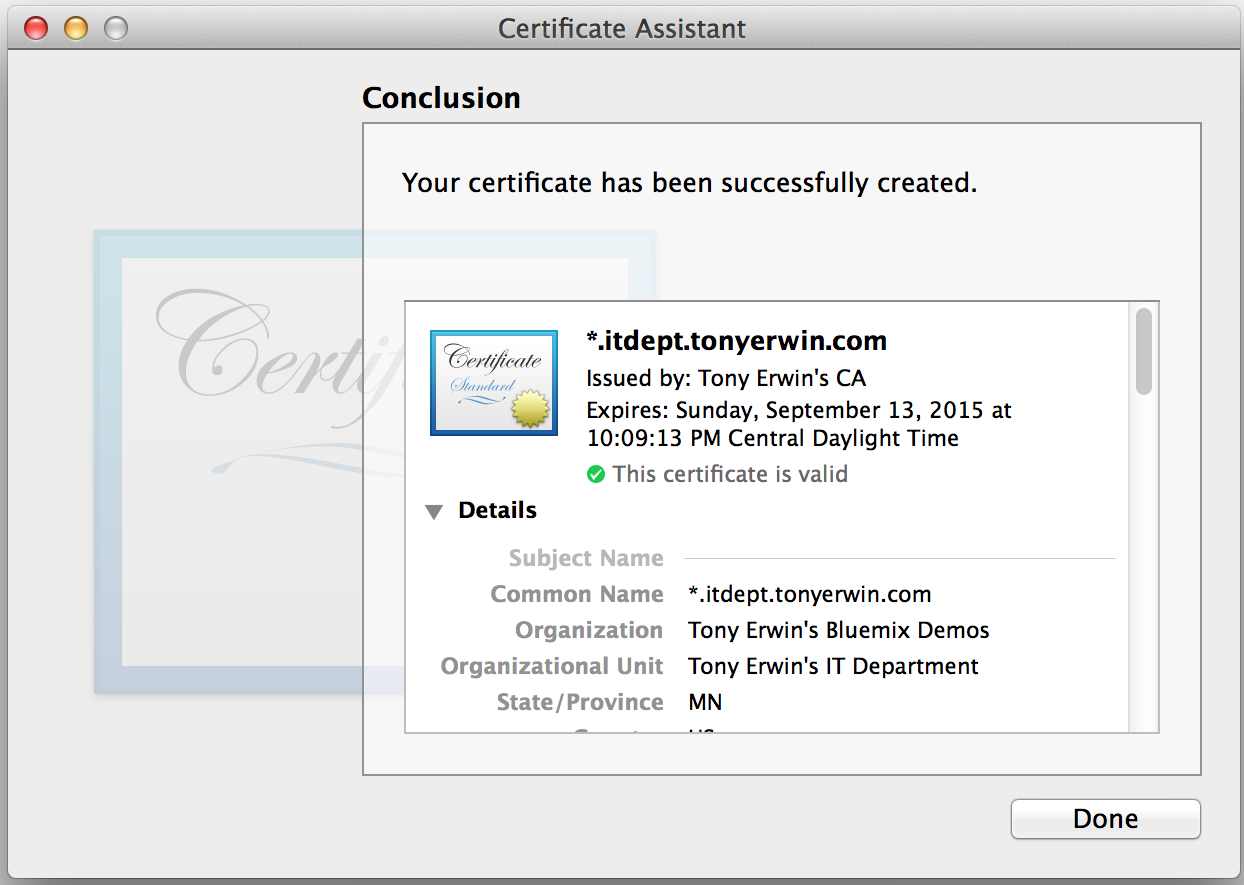 Certificate Assistant
Conclusion
Your certificate has been successfully created.
Certificate
Standard
*.itdept.tonyerwin.com
Issued by: Tony Erwin's CA
Expires: Sunday, September 13, 2015 at
10:09:13 PM Central Daylight Time
This certificate is valid
Details
Subject Name
Common Name *.itdept.tonyerwin.com
Organization Tony Erwin's Bluemix Demos
Organizational Unit Tony Erwin's IT Department
State/Province MN
Done